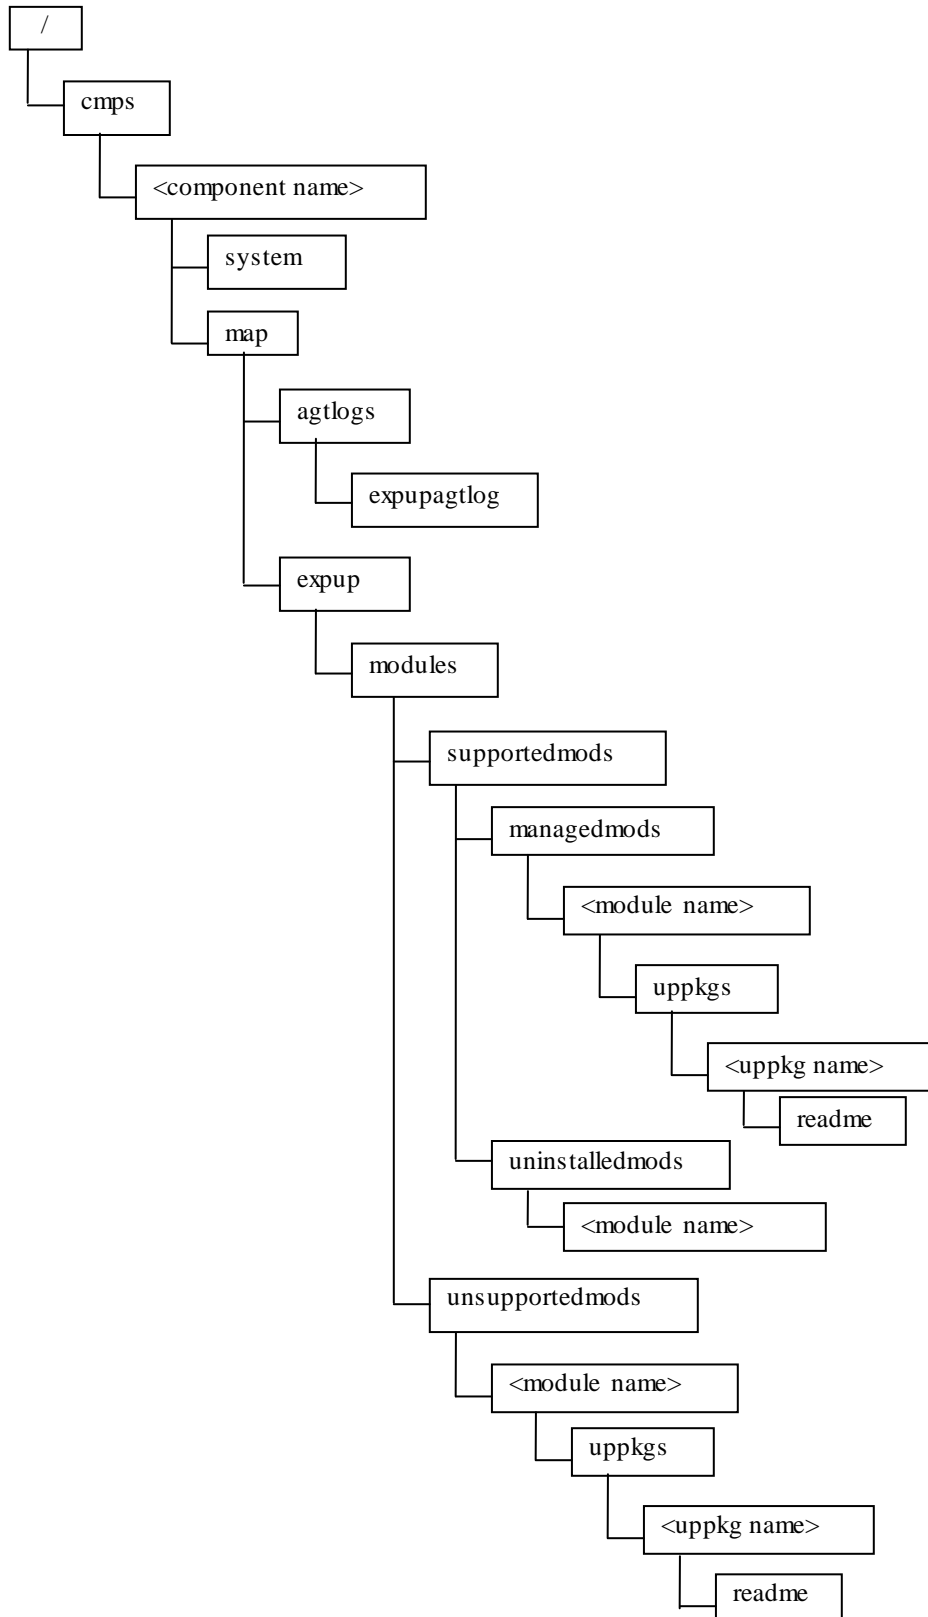 /
cmps
<component name>
system
map
agtlogs
expupagtlog
expup
modules
supportedmods
managedmods
<module name>
uppkgs
<uppkg name>
readme
uninstalledmods
<module name>
unsupportedmods
<module name>
uppkgs
<uppkg name>
readme